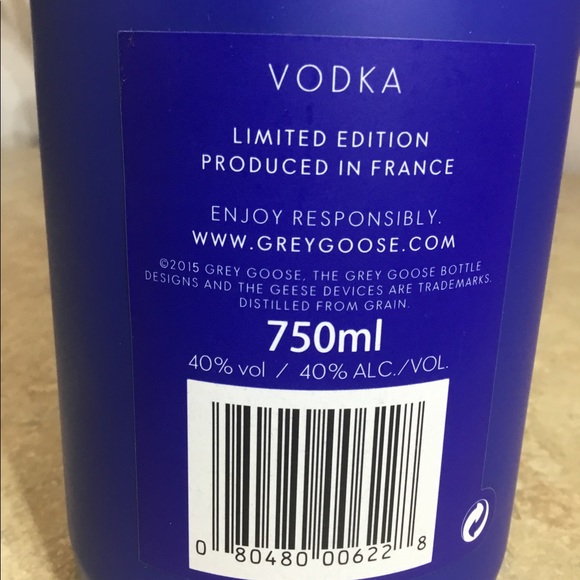 VODKA
LIMITED EDITION
PRODUCED IN FRANCE
ENJOY RESPONSIBLY.
WWW.GREYGOOSE.COM
©2015 GREY GOOSE, THE GREY GOOSE BOTTLE
DESIGNS AND THE GEESE DEVICES ARE TRADEMARKS.
DISTILLED FROM GRAIN.
750ml
40% vol / 40% ALC./VOL.
0 80480 00622 8